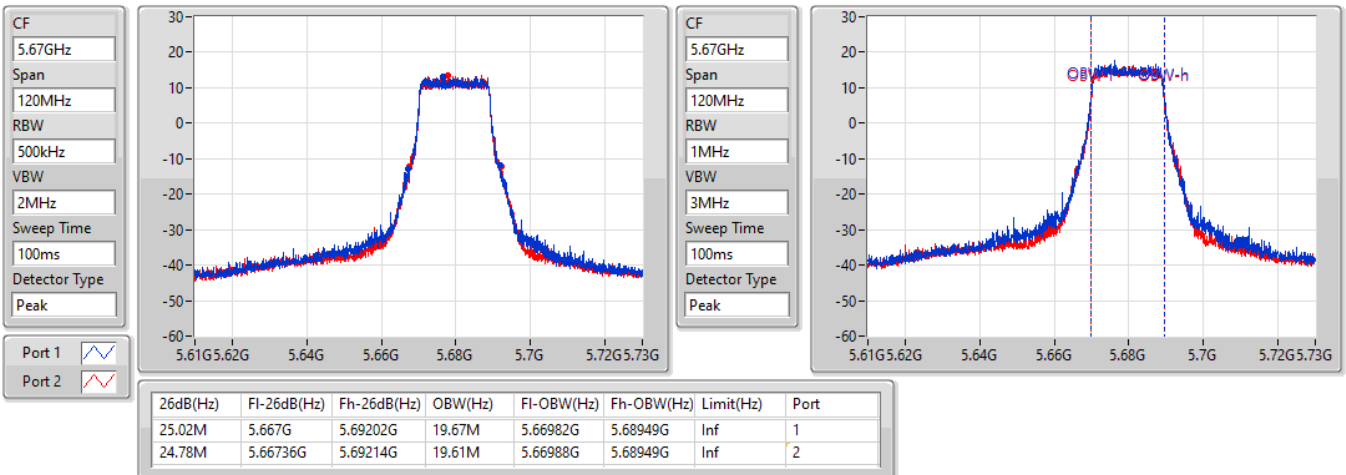 CF
5.67GHz
Span
120MHz
RBW
500kHz
VBW
2MHz
Sweep Time
100ms
Detector Type
Peak
30
20
10
0
-10
-20
-30
-40
-50
-60
5.61G 5.62G 5.64G 5.66G 5.68G 5.7G 5.72G 5.73G
CF
5.67GHz
Span
120MHz
RBW
1MHz
VBW
3MHz
Sweep Time
100ms
Detector Type
Peak
30
20
10
0
-10
-20
-30
-40
-50
-60
OBW-h
5.61G 5.62G 5.64G 5.66G 5.68G 5.7G 5.72G 5.73G
Port 1
Port 2
26dB(Hz) Fl-26dB(Hz) Fh-26dB(Hz) OBW(Hz) Fl-OBW(Hz) Fh-OBW(Hz) Limit(Hz) Port
25.02M 5.667G 5.69202G 19.67M 5.66982G 5.68949G Inf 1
24.78M 5.66736G 5.69214G 19.61M 5.66988G 5.68949G Inf 2